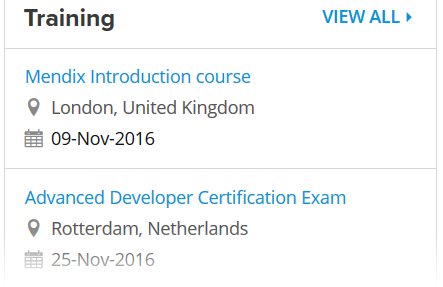 Training
VIEW ALL
Mendix Introduction course
London, United Kingdom
09-Nov-2016
Advanced Developer Certification Exam
Rotterdam, Netherlands
25-Nov-2016